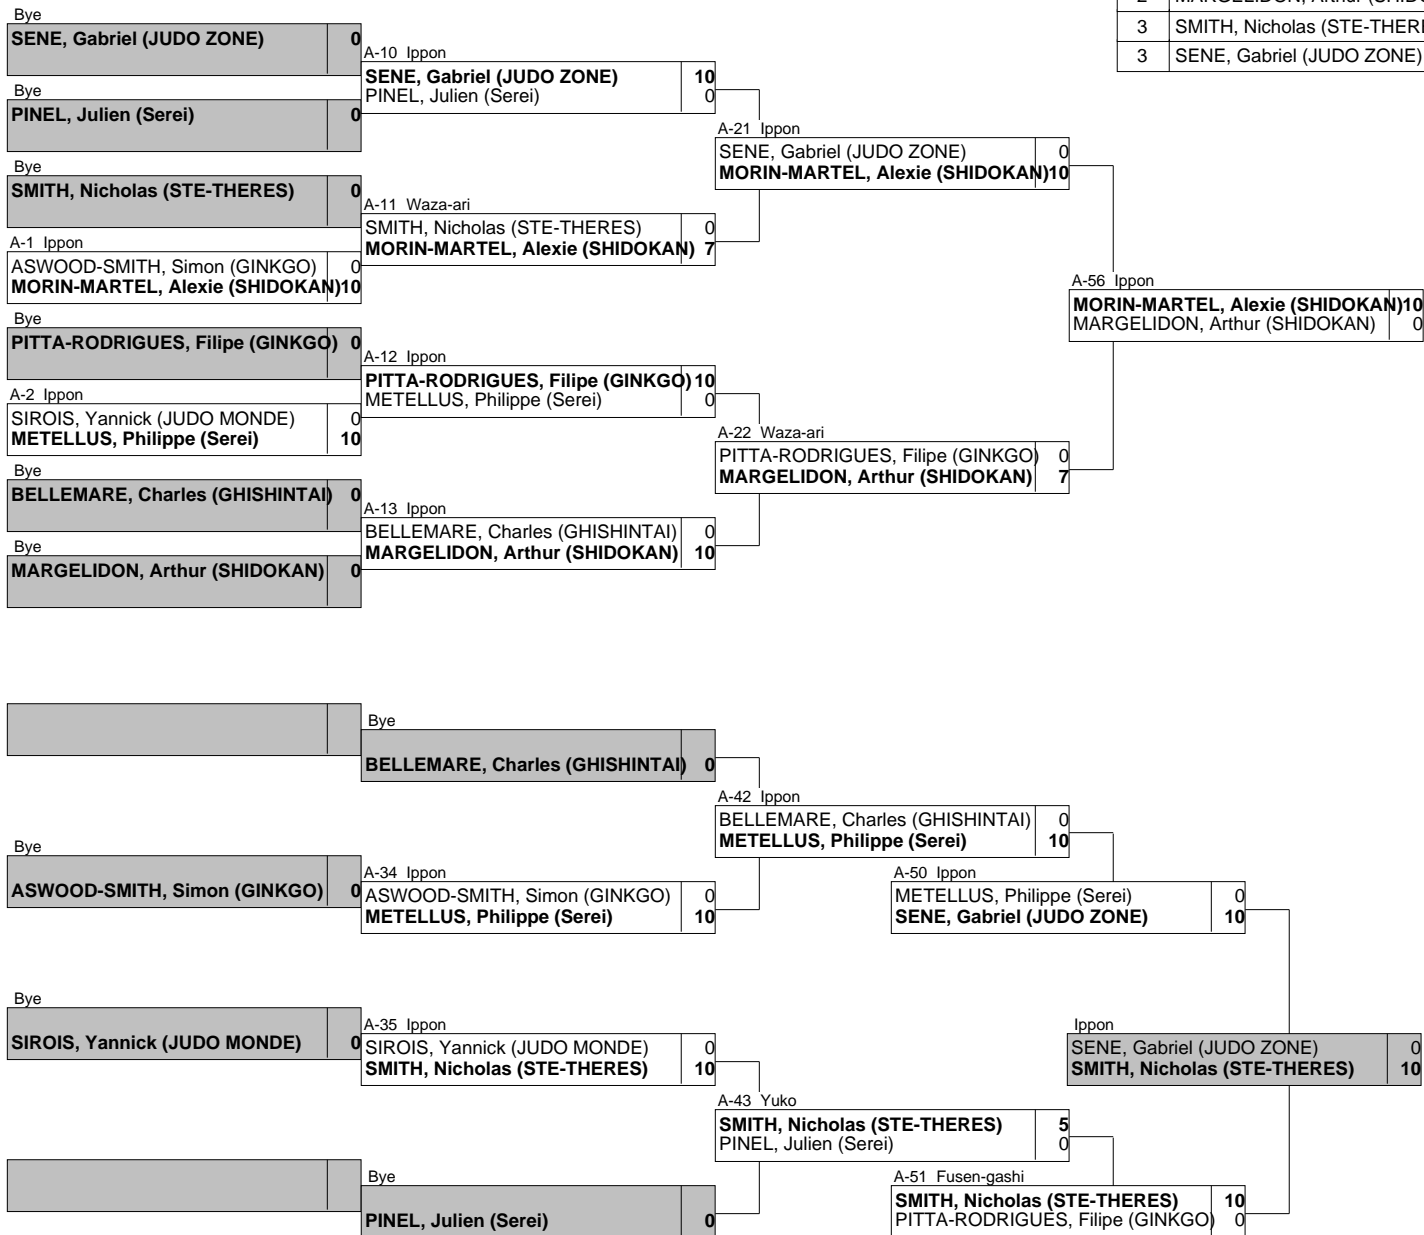 2 MARGELIDON, Arthur
3 SMITH, Nicholas
3 SENE, Gabriel (JUDO ZONE)
Bye
SENE, Gabriel (JUDO ZONE) 0
Bye
PINEL, Julien (Serei) 0
Bye
SMITH, Nicholas (STE-THERES) 0
A-1 Ippon
ASWOOD-SMITH, Simon (GINKGO) 0
MORIN-MARTEL, Alexie (SHIDOKAN) 10
Bye
PITTA-RODRIGUES, Filipe (GINKGO) 0
A-2 Ippon
SIROIS, Yannick (JUDO MONDE) 0
METELLUS, Philippe (Serei) 10
Bye
BELLEMARE, Charles (GHISHINTAI) 0
Bye
MARGELIDON, Arthur (SHIDOKAN) 0
A-10 Ippon
SENE, Gabriel (JUDO ZONE) 10
PINEL, Julien (Serei) 0
A-11 Waza-ari
SMITH, Nicholas (STE-THERES) 0
MORIN-MARTEL, Alexie (SHIDOKAN) 7
A-12 Ippon
PITTA-RODRIGUES, Filipe (GINKGO) 10
METELLUS, Philippe (Serei) 0
A-13 Ippon
BELLEMARE, Charles (GHISHINTAI) 0
MARGELIDON, Arthur (SHIDOKAN) 10
A-21 Ippon
SENE, Gabriel (JUDO ZONE) 0
MORIN-MARTEL, Alexie (SHIDOKAN) 10
A-22 Waza-ari
PITTA-RODRIGUES, Filipe (GINKGO) 0
MARGELIDON, Arthur (SHIDOKAN) 7
A-56 Ippon
MORIN-MARTEL, Alexie (SHIDOKAN) 10
MARGELIDON, Arthur (SHIDOKAN) 0
Bye
BELLEMARE, Charles (GHISHINTAI) 0
Bye
ASWOOD-SMITH, Simon (GINKGO) 0
A-34 Ippon
ASWOOD-SMITH, Simon (GINKGO) 0
METELLUS, Philippe (Serei) 10
A-42 Ippon
BELLEMARE, Charles (GHISHINTAI) 0
METELLUS, Philippe (Serei) 10
A-50 Ippon
METELLUS, Philippe (Serei) 0
SENE, Gabriel (JUDO ZONE) 10
Bye
SIROIS, Yannick (JUDO MONDE) 0
A-35 Ippon
SIROIS, Yannick (JUDO MONDE) 0
SMITH, Nicholas (STE-THERES) 10
Bye
PINEL, Julien (Serei) 0
A-43 Yuko
SMITH, Nicholas (STE-THERES) 5
PINEL, Julien (Serei) 0
A-51 Fusen-gashi
SMITH, Nicholas (STE-THERES) 10
PITTA-RODRIGUES, Filipe (GINKGO) 0
Ippon
SENE, Gabriel (JUDO ZONE) 0
SMITH, Nicholas (STE-THERES) 10